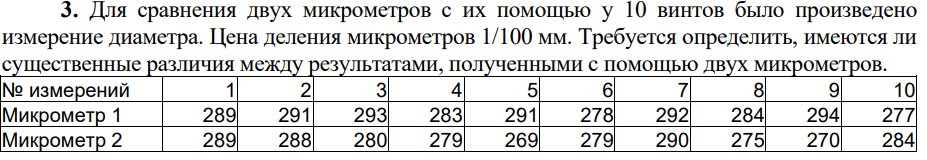 3. Для сравнения двух микрометров с их помощью у 10 винтов было произведено
измерение диаметра. Цена деления микрометров 1/100 мм. Требуется определить, имеются ли
существенные различия между результатами, полученными с помощью двух микрометров.
№ измерений 1 2 3 4 5 6 7 8 9 10
Микрометр 1 289 291 293 283 291 278 292 284 294 277
Микрометр 2 289 288 280 279 269 279 290 275 270 284